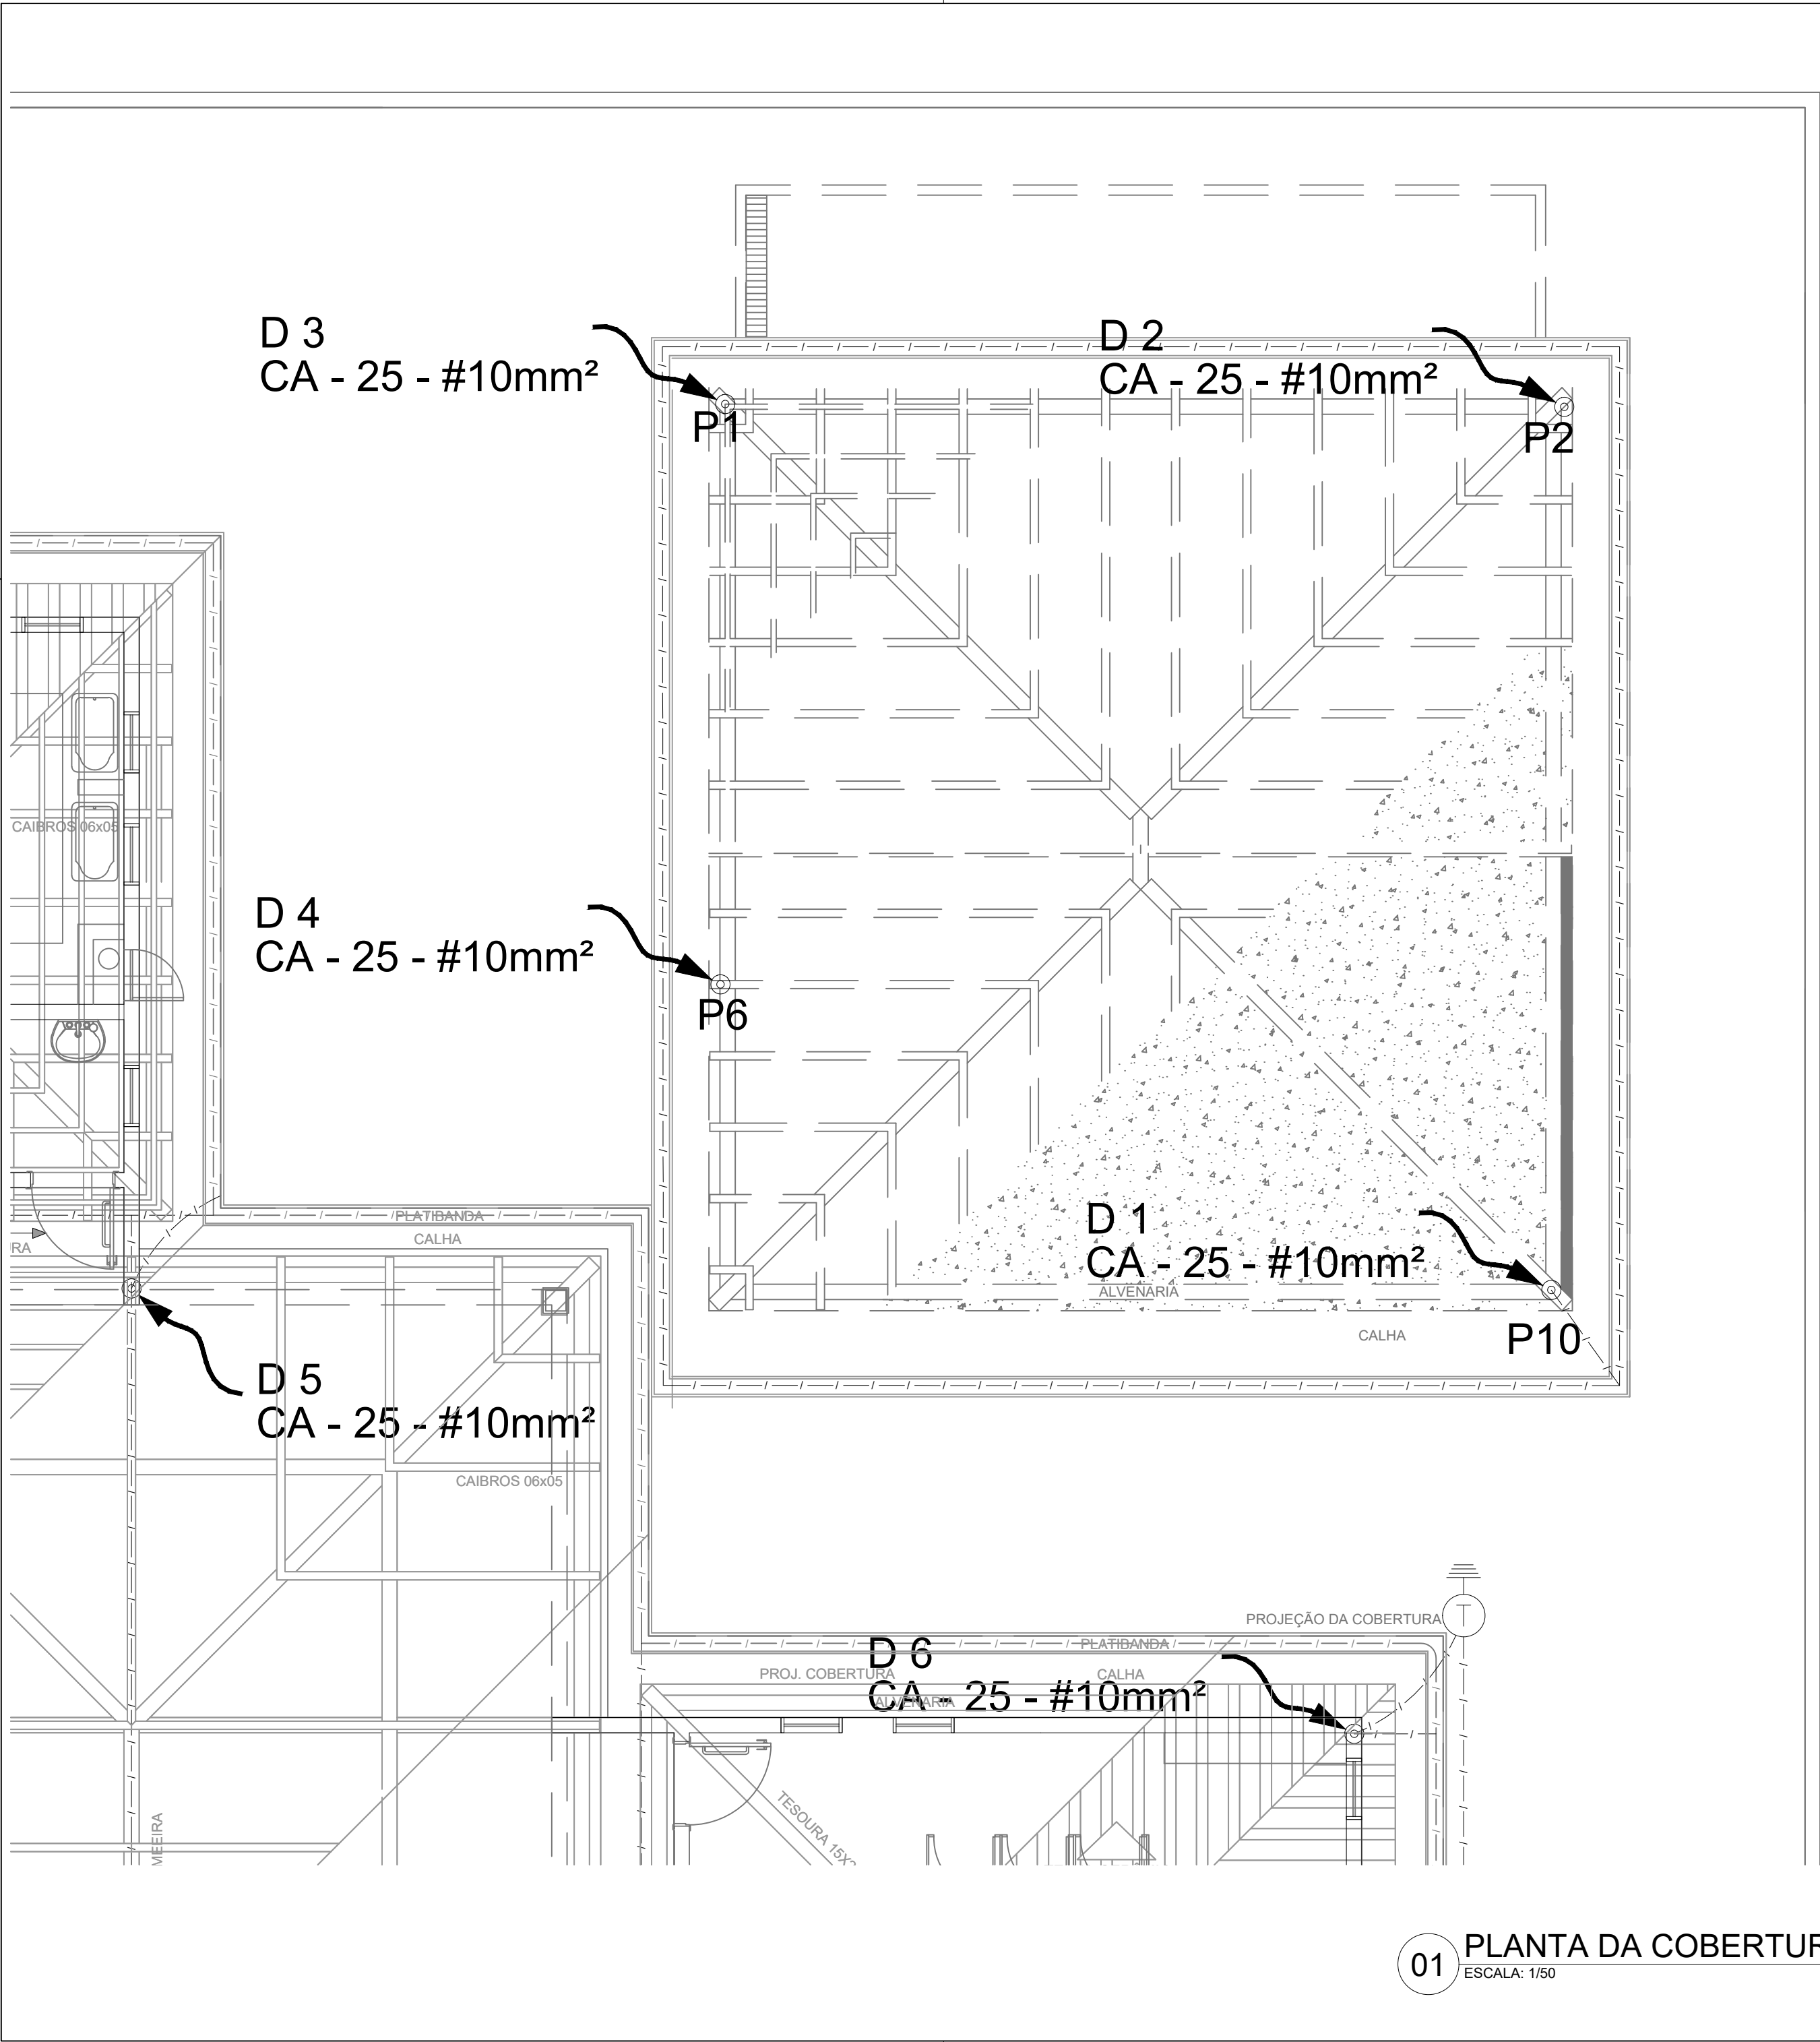 D 3
CA - 25 - #10mm²
D 2
CA - 25 - #10mm²
P1
P2
CAIBROS 06x05
D 4
CA - 25 - #10mm²
P6
PLATIBANDA
CALHA
RA
D 1
CA - 25 - #10mm²
ALVENARIA
CALHA
P10
D 5
CA - 25 - #10mm²
CAIBROS 06x05
PROJEÇÃO DA COBERTURA
T
D 6
CA - 25 - #10mm²
PLATIBANDA
PROJ. COBERTURA
CALHA
ALVENARIA
TESOURA 15X
MEEIRA
01
PLANTA DA COBERTUR
ESCALA: 1/50